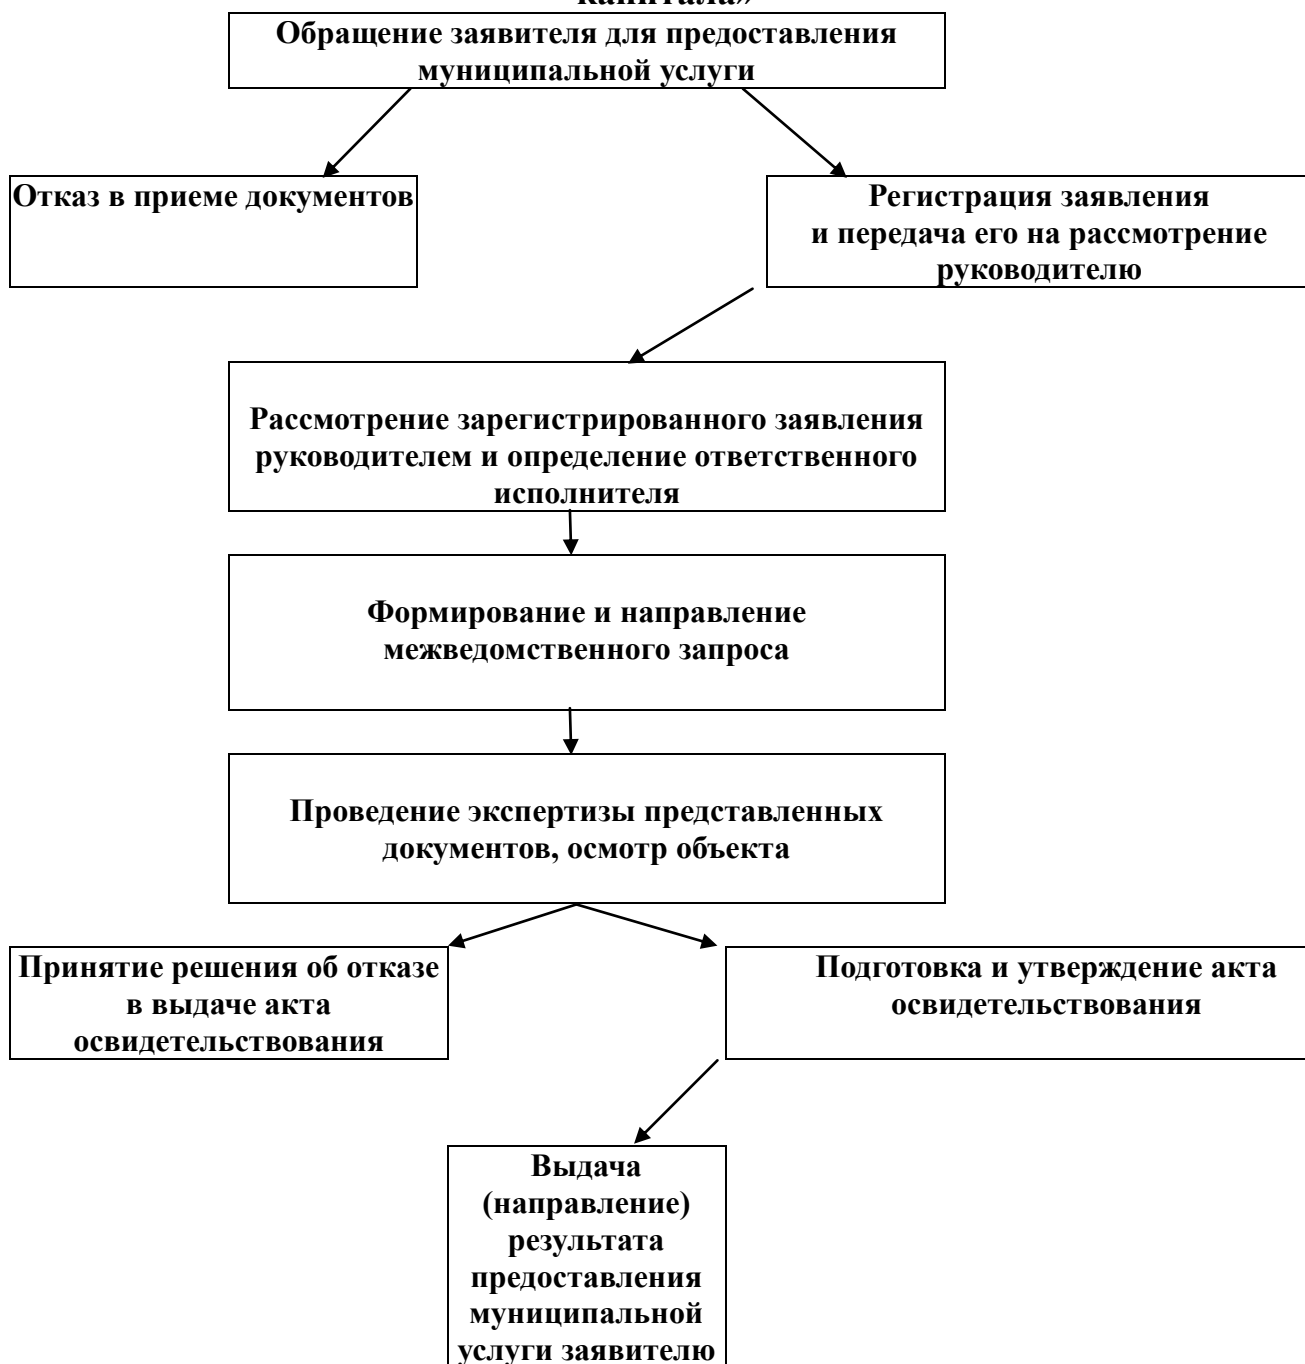 капитала»
Обращение заявителя для предоставления
муниципальной услуги
Отказ в приеме документов
Регистрация заявления
и передача его на рассмотрение
руководителю
Рассмотрение зарегистрированного заявления
руководителем и определение ответственного
исполнителя
Формирование и направление
межведомственного запроса
Проведение экспертизы представленных
документов, осмотр объекта
Принятие решения об отказе
в выдаче акта
освидетельствования
Подготовка и утверждение акта
освидетельствования
Выдача
(направление)
результата
предоставления
муниципальной
услуги заявителю